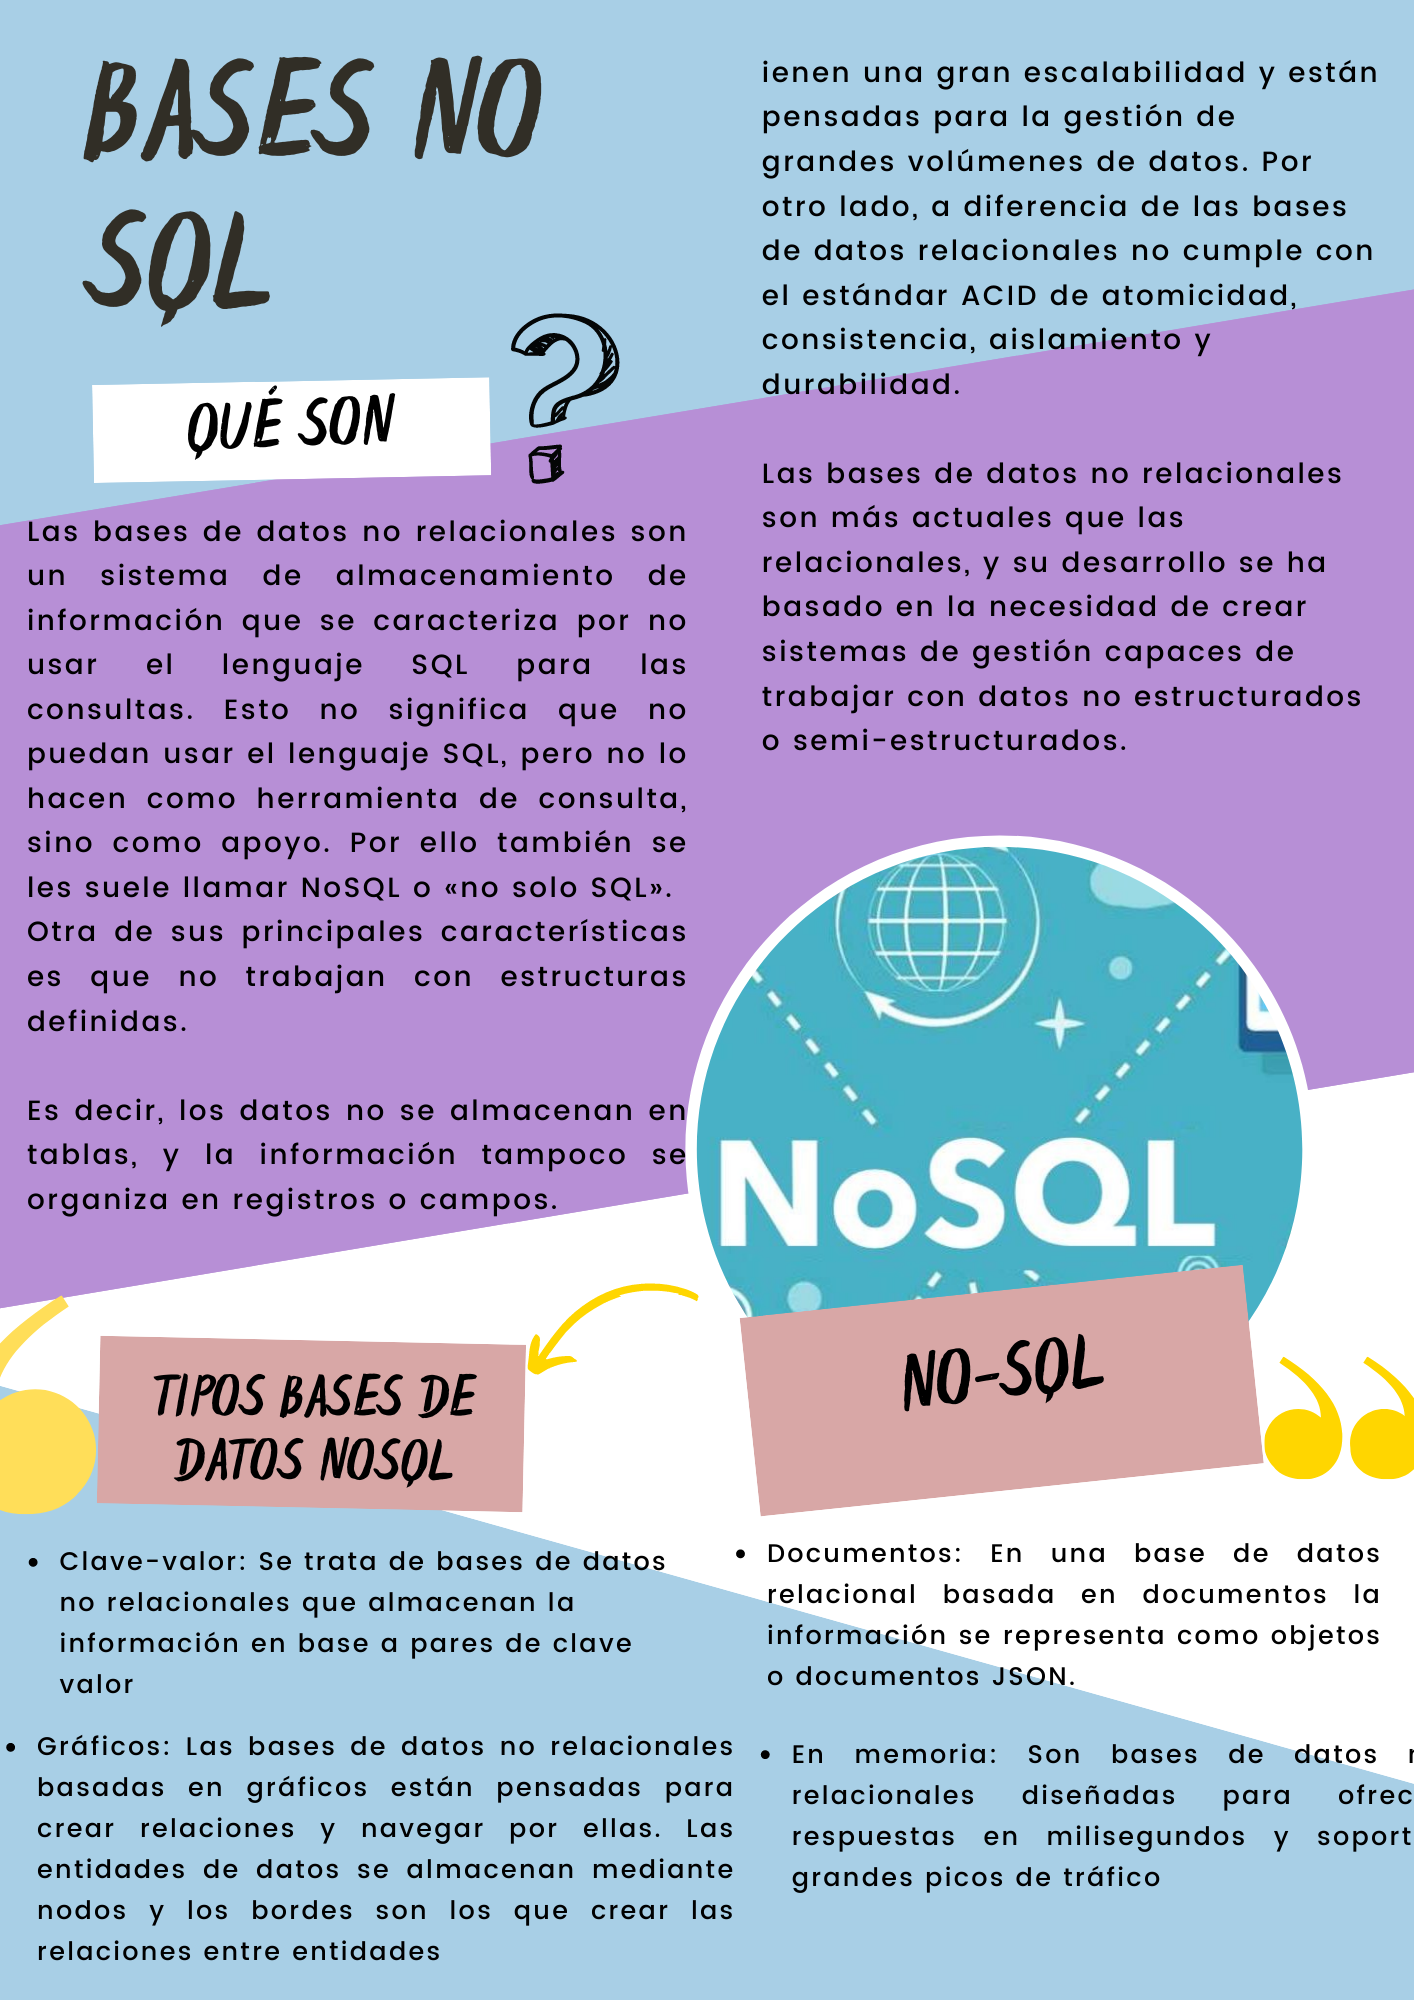 BASES NO
SQL
QUÉ SON
Las bases de datos no relacionales son
un sistema de almacenamiento de
información que se caracteriza por no
usar el lenguaje SQL para las
consultas. Esto no significa que no
puedan usar el lenguaje SQL, pero no lo
hacen como herramienta de consulta,
sino como apoyo. Por ello también se
les suele llamar NoSQL o «no solo SQL».
Otra de sus principales características
es que no trabajan con estructuras
definidas.
Es decir, los datos no se almacenan en
tablas, y la información tampoco se
organiza en registros o campos.
ienen una gran escalabilidad y están
pensadas para la gestión de
grandes volúmenes de datos. Por
otro lado, a diferencia de las bases
de datos relacionales no cumple con
el estándar ACID de atomicidad,
consistencia, aislamiento y
durabilidad.
Las bases de datos no relacionales
son más actuales que las
relacionales, y su desarrollo se ha
basado en la necesidad de crear
sistemas de gestión capaces de
trabajar con datos no estructurados
o semi-estructurados.
NoSQL
NO-SQL
TIPOS BASES DE
DATOS NOSQL
Clave-valor: Se trata de bases de datos
no relacionales que almacenan la
información en base a pares de clave
valor
Gráficos: Las bases de datos no relacionales
basadas en gráficos están pensadas para
crear relaciones y navegar por ellas. Las
entidades de datos se almacenan mediante
nodos y los bordes son los que crear las
relaciones entre entidades
Documentos: En una base de datos
relacional basada en documentos la
información se representa como objetos
o documentos JSON.
En memoria: Son bases de datos
relacionales diseñadas para ofrec
respuestas en milisegundos y soport
grandes picos de tráfico